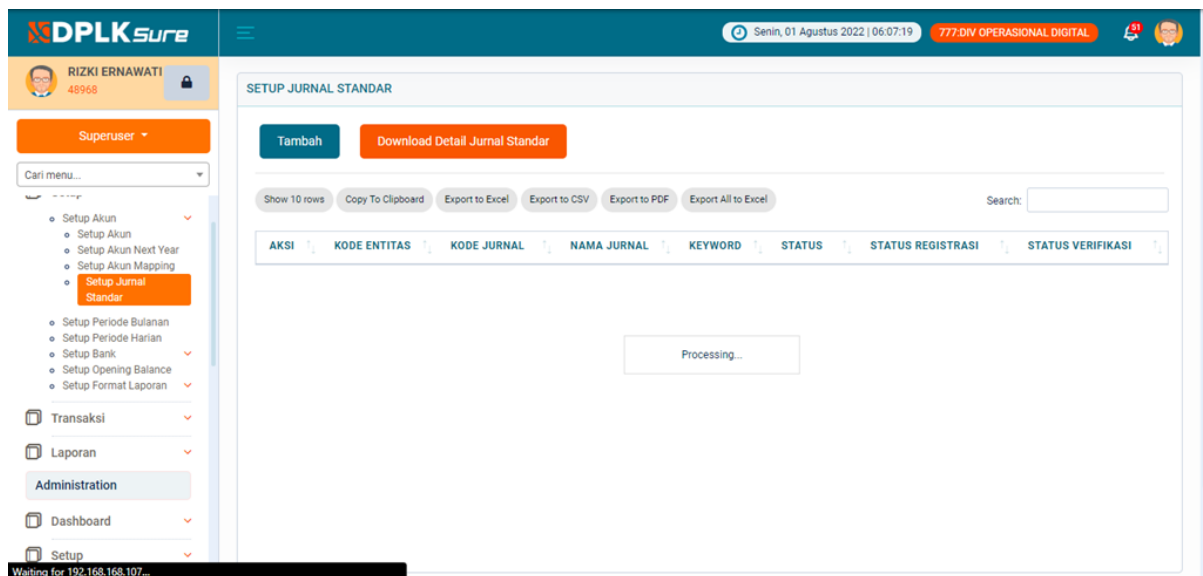 DPLKSure
Senin, 01 Agustus 2022 | 06:07:19
777:DIV OPERASIONAL DIGITAL
51
RIZKI ERNAWATI
48968
Superuser
Cari menu...
Setup Akun
Setup Akun
Setup Akun Next Year
Setup Akun Mapping
Setup Jurnal
Standar
Setup Periode Bulanan
Setup Periode Harian
Setup Bank
Setup Opening Balance
Setup Format Laporan
Transaksi
Laporan
Administration
Dashboard
Setup
Waiting for 192.168.168.107...
SETUP JURNAL STANDAR
Tambah
Download Detail Jurnal Standar
Show 10 rows
Copy To Clipboard
Export to Excel
Export to CSV
Export to PDF
Export All to Excel
Search:
AKSI KODE ENTITAS KODE JURNAL NAMA JURNAL KEYWORD STATUS STATUS REGISTRASI STATUS VERIFIKASI
Processing...